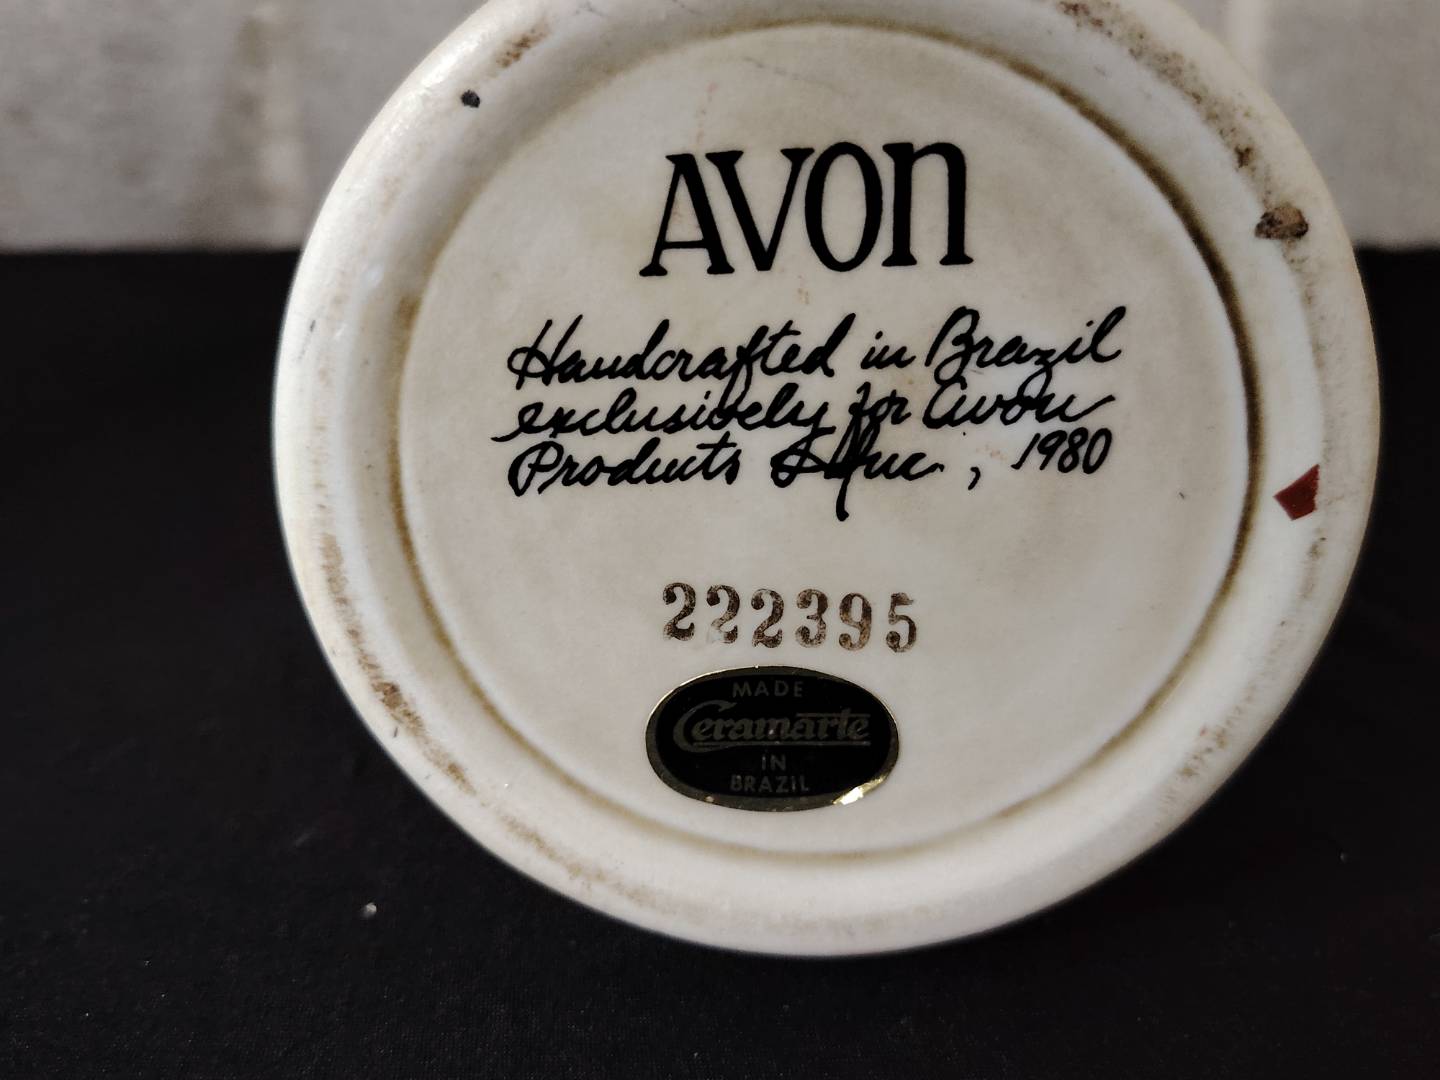 AVON
Handcrafted in Brazil
exclusively for Avon
Products Inc., 1980
222395
MADE
Ceramarte
IN
BRAZIL